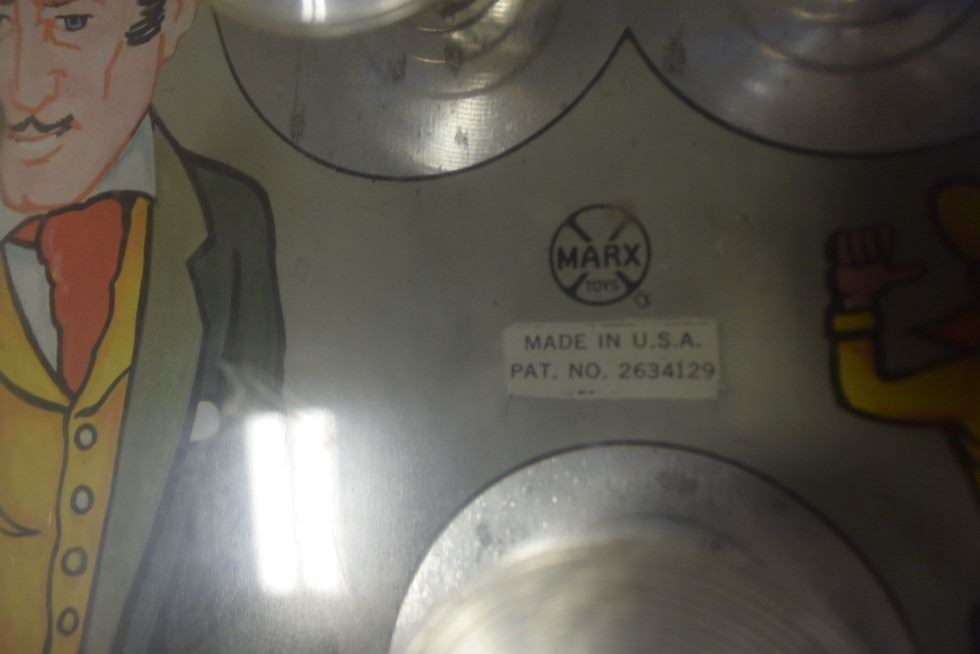 MARX
TOYS
MADE IN U.S.A.
PAT. NO. 2634129